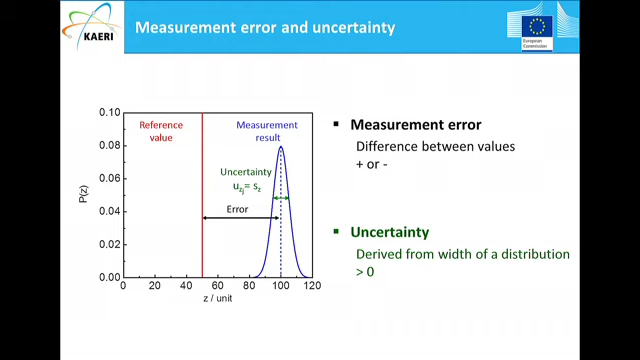 KAERI
Measurement error and uncertainty
European
Commission
0.10
0.08
0.06
0.04
0.02
0.00
P(z)
Reference
value
Measurement
result
Uncertainty
uzj= sz
Error
0 20 40 60 80 100 120
z / unit
▪ Measurement error
Difference between values
+ or -
▪ Uncertainty
Derived from width of a distribution
> 0